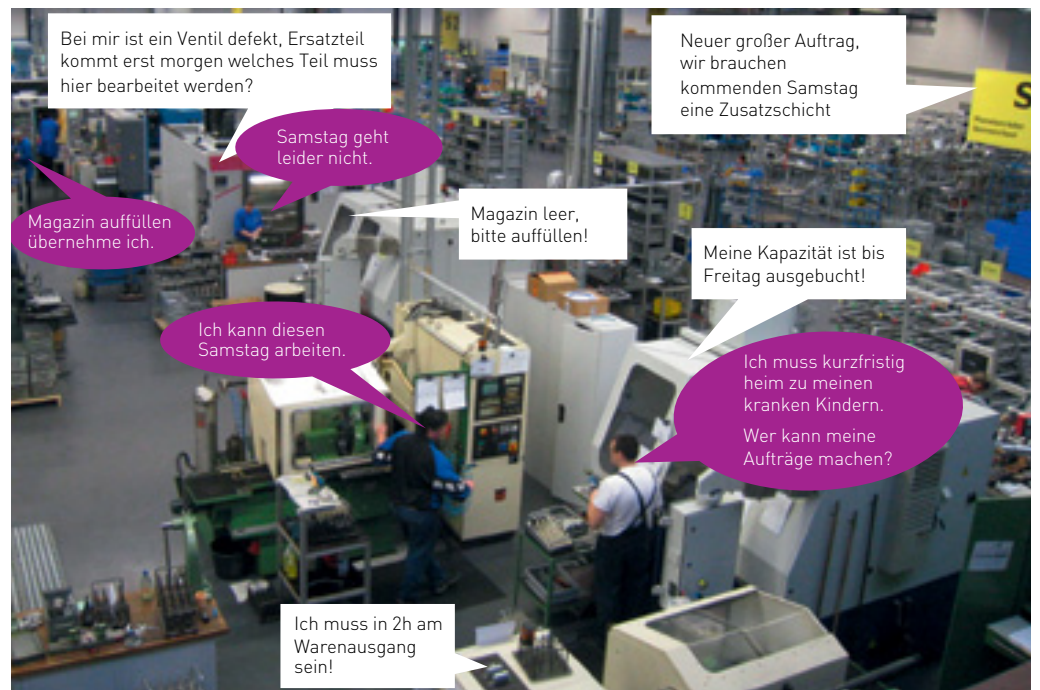 Bei mir ist ein Ventil defekt, Ersatzteil
kommt erst morgen welches Teil muss
hier bearbeitet werden?
Neuer großer Auftrag,
wir brauchen
kommenden Samstag
eine Zusatzschicht
Samstag geht
leider nicht.
Magazin auffüllen
übernehme ich.
Magazin leer,
bitte auffüllen!
Meine Kapazität ist bis
Freitag ausgebucht!
Ich kann diesen
Samstag arbeiten.
Ich muss kurzfristig
heim zu meinen
kranken Kindern.
Wer kann meine
Aufträge machen?
Ich muss in 2h am
Warenausgang
sein!